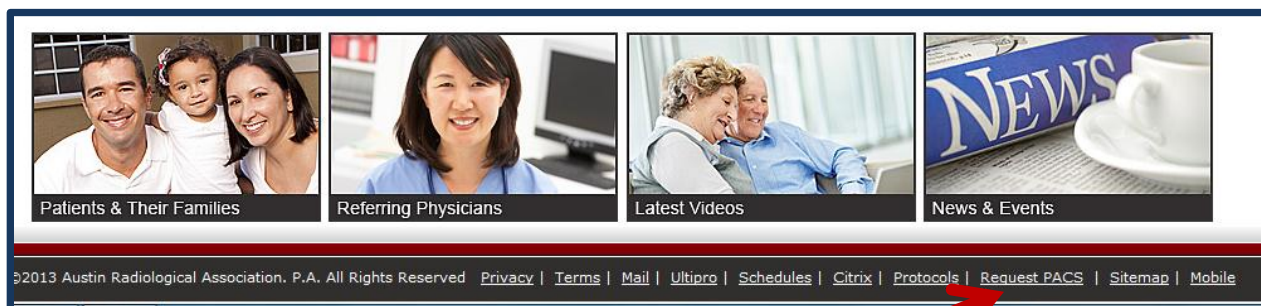 NEWS
Patients & Their Families
Referring Physicians
Latest Videos
News & Events
©2013 Austin Radiological Association. P.A. All Rights Reserved Privacy | Terms | Mail | Ultipro | Schedules | Citrix | Protocols | Request PACS | Sitemap | Mobile